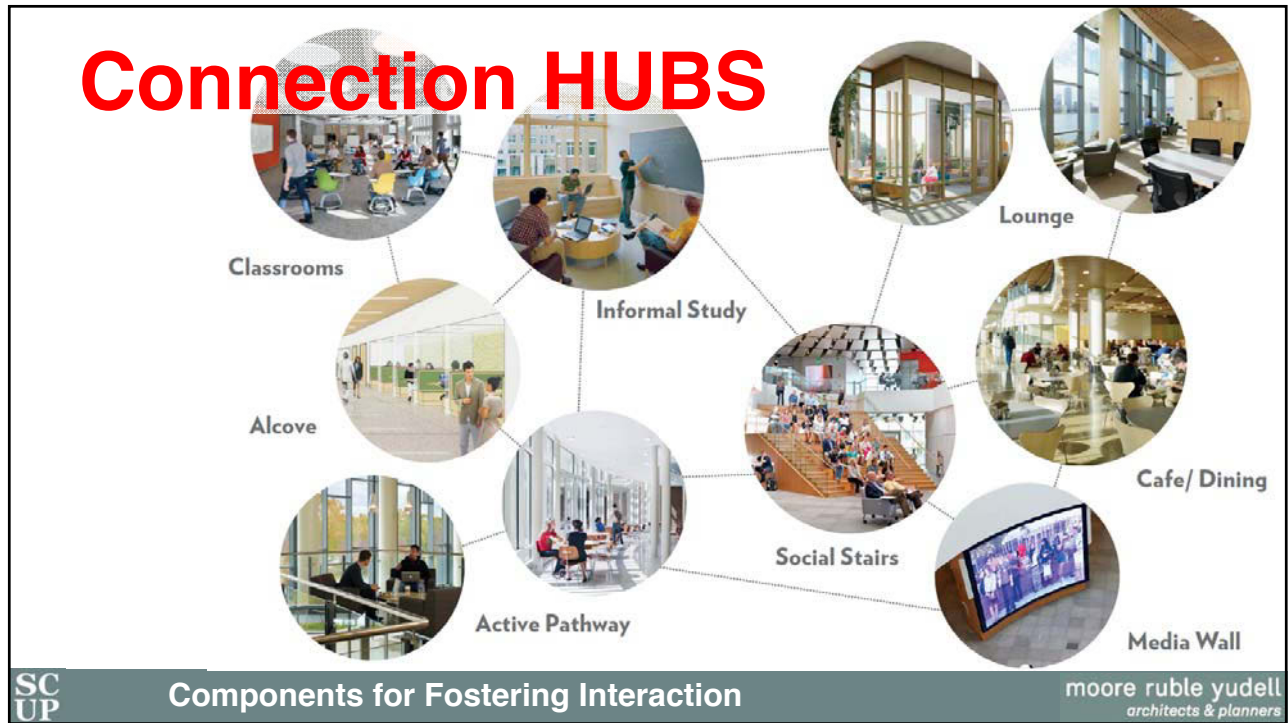 Connection HUBS
Lounge
Classrooms
Informal Study
Alcove
Cafe/ Dining
Social Stairs
Active Pathway
Media Wall
SC
UP
Components for Fostering Interaction
moore ruble yudell
architects & planners